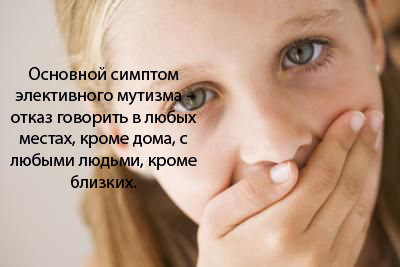 Основной симптом
элективного мутизма -
отказ говорить в любых
местах, кроме дома, с
любыми людьми, кроме
близких.